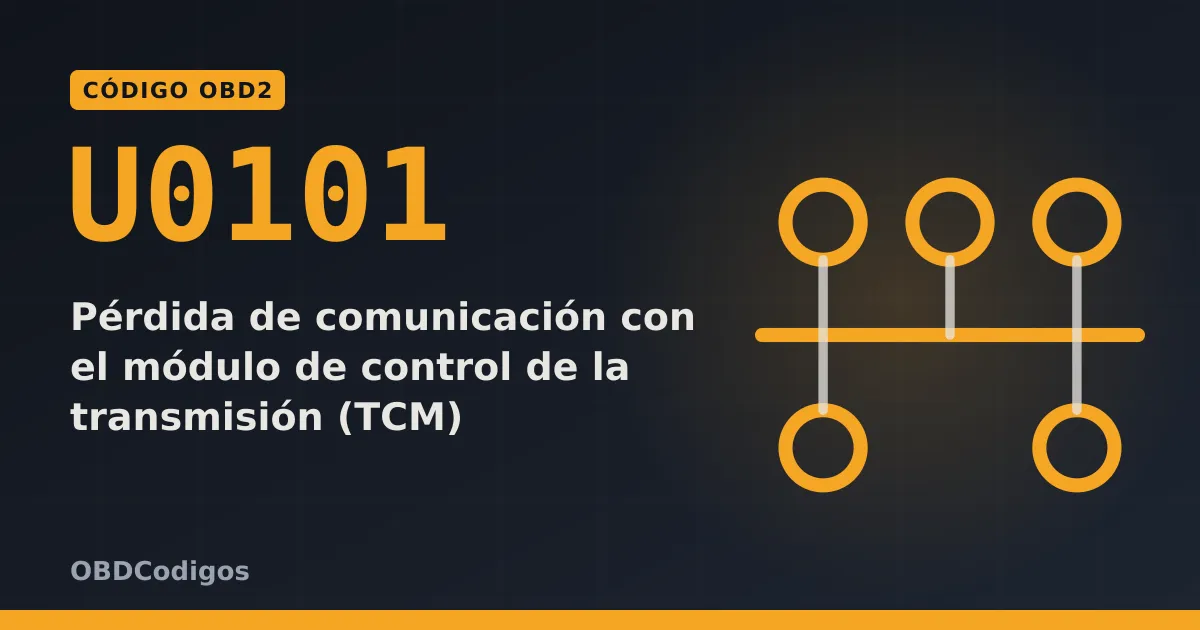 CÓDIGO OBD2
U0101
Pérdida de comunicación con
el módulo de control de la
transmisión (TCM)
OBDCodigos